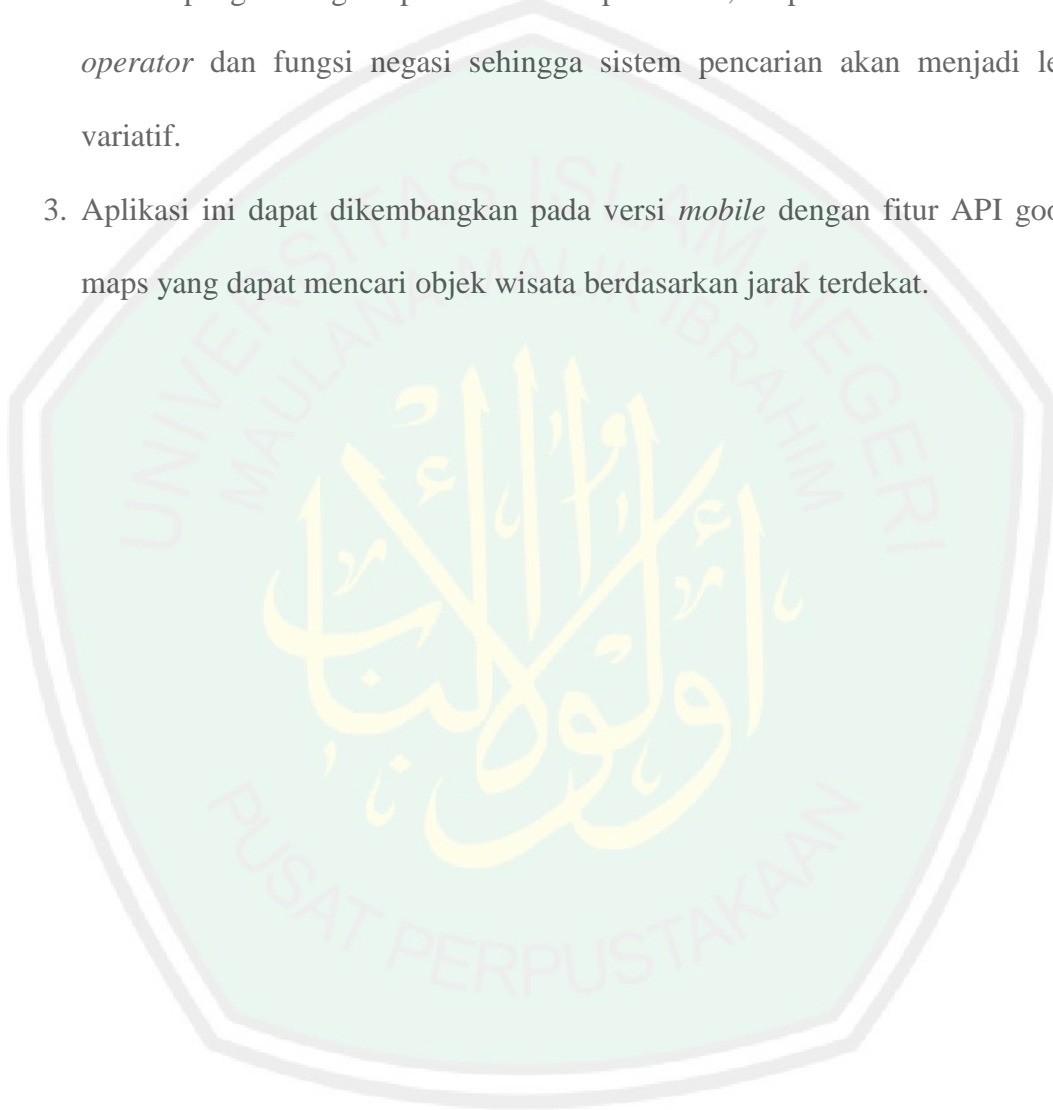 operator dan fungsi negasi sehingga sistem pencarian akan menjadi
variatif.
3. Aplikasi ini dapat dikembangkan pada versi mobile dengan fitur API
maps yang dapat mencari objek wisata berdasarkan jarak terdekat.
UNIVERSITAS ISLAM NEGERI
MAULANA MALIK IBRAHIM
أولوا الألباب
PUSAT PERPUSTAKAAN